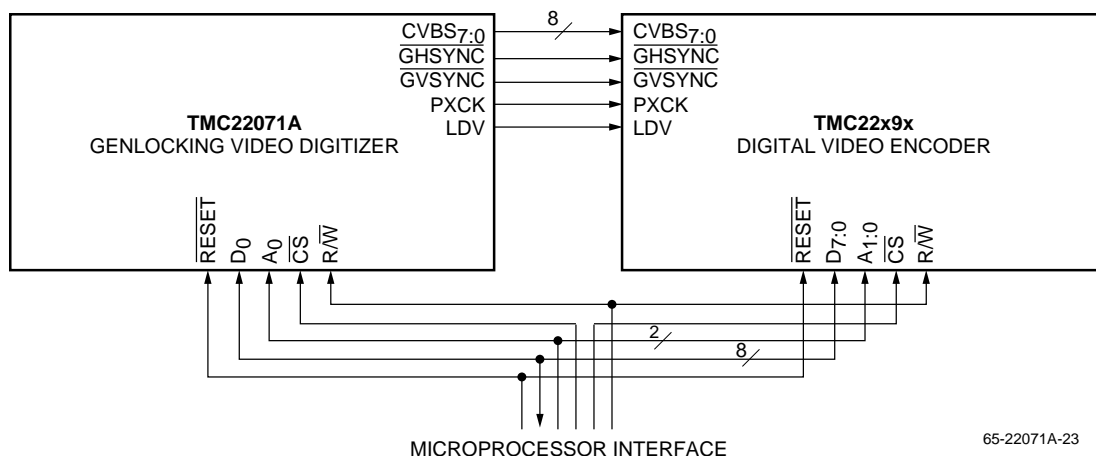 8
CVBS7:0
GHSYNC
GVSYNC
PXCK
LDV
TMC22071A
GENLOCKING VIDEO DIGITIZER
RESET
D0
A0
CS
R/W
CVBS7:0
GHSYNC
GVSYNC
PXCK
LDV
TMC22x9x
DIGITAL VIDEO ENCODER
RESET
D7:0
A1:0
CS
R/W
2
8
MICROPROCESSOR INTERFACE
65-22071A-23